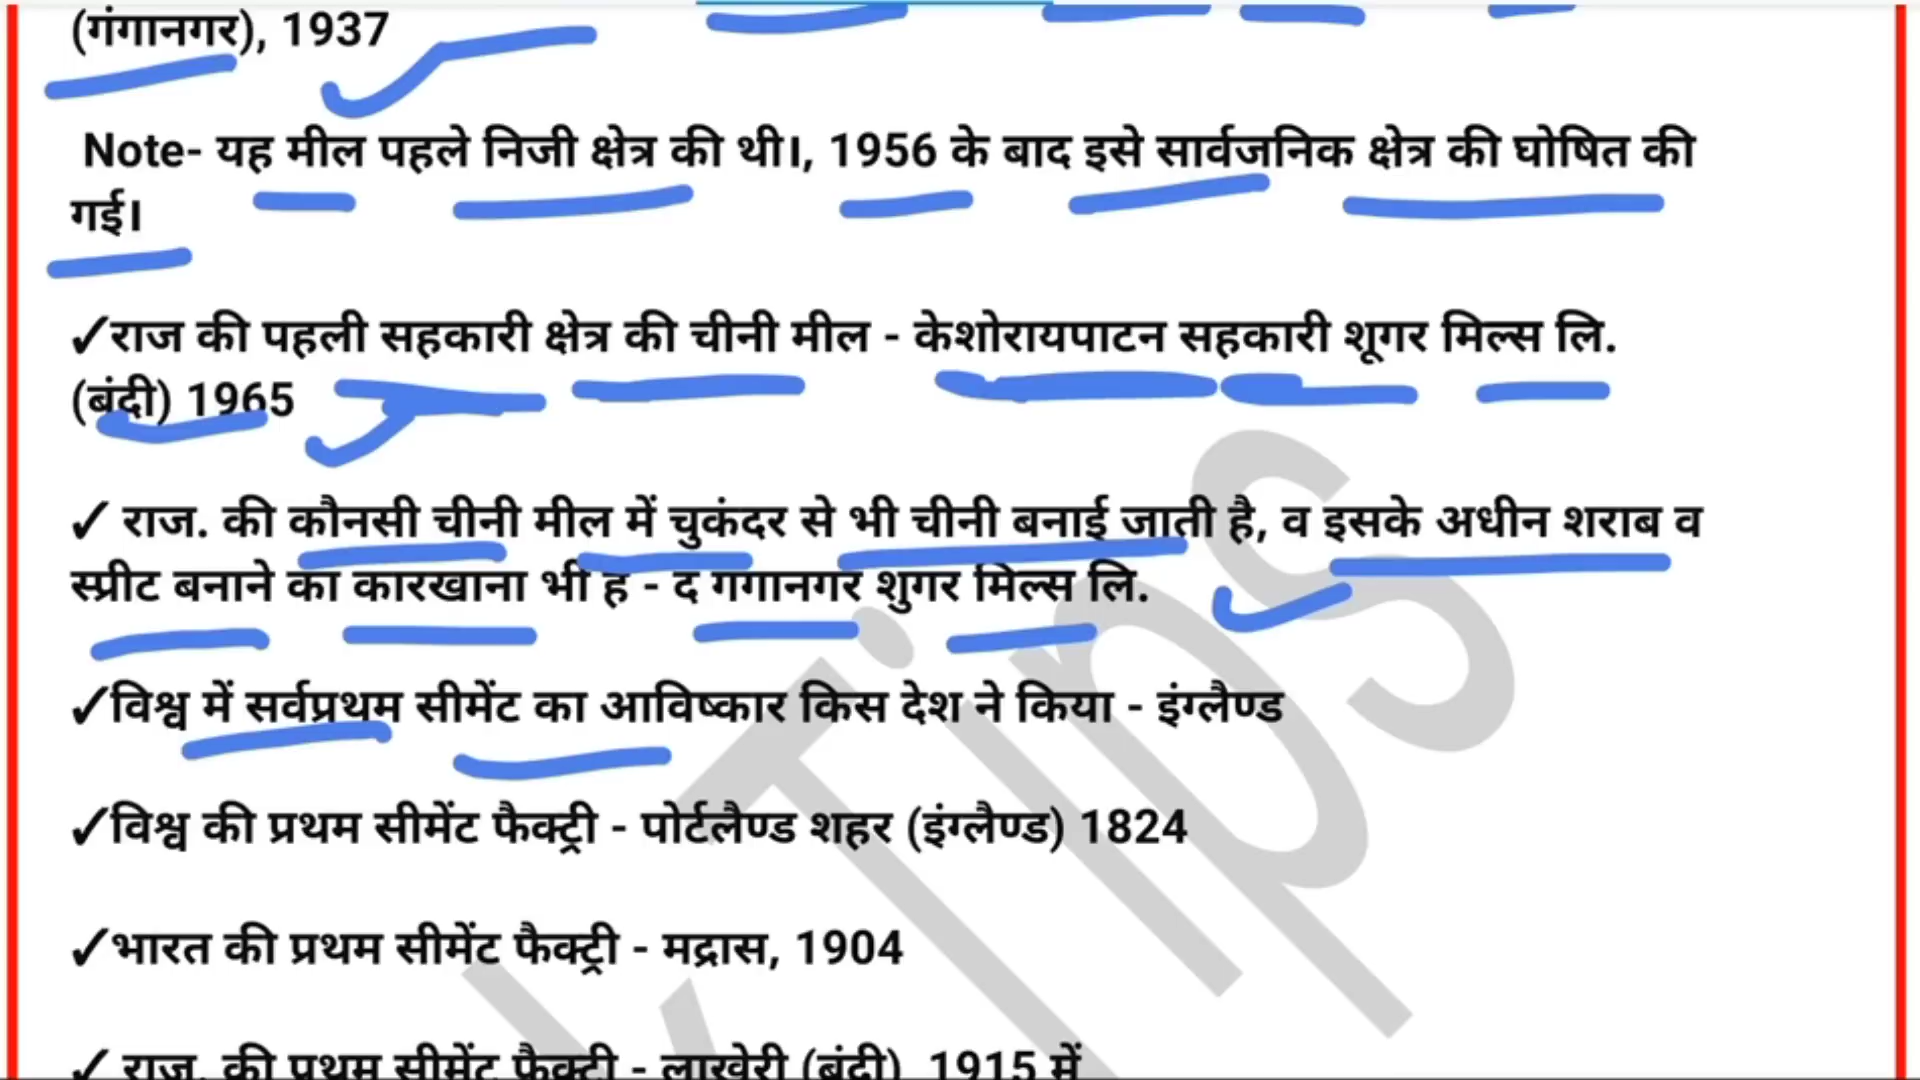 (गंगानगर), 1937
Note- यह मील पहले निजी क्षेत्र की थी।, 1956 के बाद इसे सार्वजनिक क्षेत्र की घोषित की
गई।
✓राज की पहली सहकारी क्षेत्र की चीनी मील - केशोरायपाटन सहकारी शूगर मिल्स लि.
(बूंदी) 1965
✓ राज. की कौनसी चीनी मील में चुकंदर से भी चीनी बनाई जाती है, व इसके अधीन शराब व
स्प्रीट बनाने का कारखाना भी है - द गंगानगर शुगर मिल्स लि.
✓विश्व में सर्वप्रथम सीमेंट का आविष्कार किस देश ने किया - इंग्लैण्ड
✓विश्व की प्रथम सीमेंट फैक्ट्री - पोर्टलैण्ड शहर (इंग्लैण्ड) 1824
✓भारत की प्रथम सीमेंट फैक्ट्री - मद्रास, 1904
✓ राज. की प्रथम सीमेंट फैक्ट्री - लाखेरी (बूंदी), 1915 में
k Tips